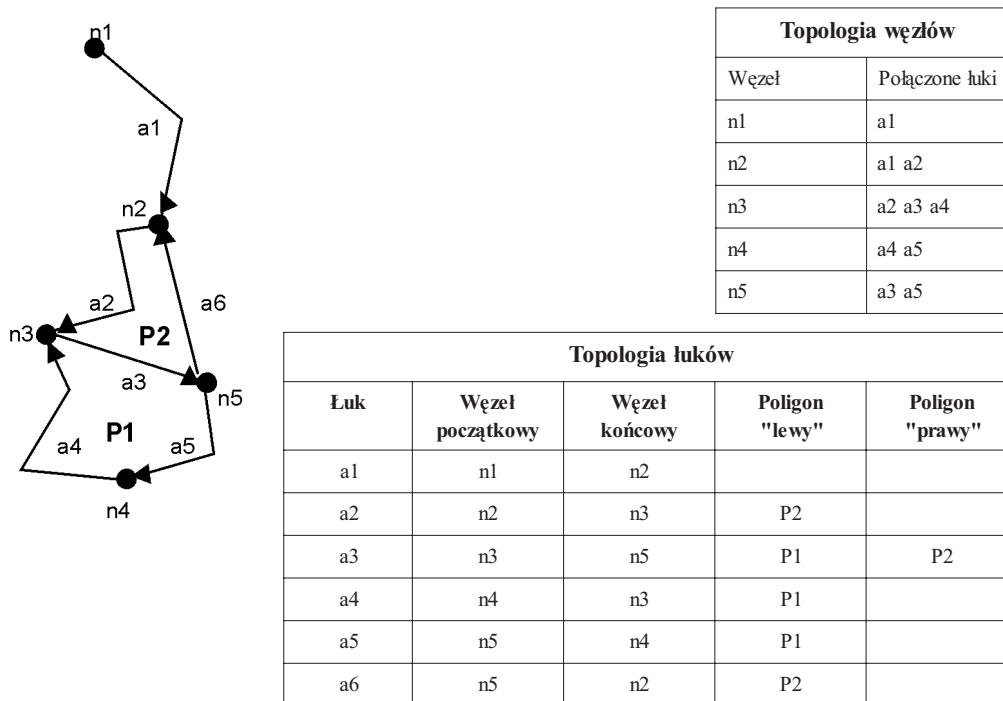 n1
a1
n2
a2
a6
n3
P2
a3
n5
P1
a4
a5
n4
Topologia węzłów
Węzeł Połączone łuki
n1 a1
n2 a1 a2
n3 a2 a3 a4
n4 a4 a5
n5 a3 a5
Topologia łuków
Łuk Węzeł początkowy Węzeł końcowy Poligon "lewy" Poligon "prawy"
a1 n1 n2
a2 n2 n3 P2
a3 n3 n5 P1 P2
a4 n4 n3 P1
a5 n5 n4 P1
a6 n5 n2 P2